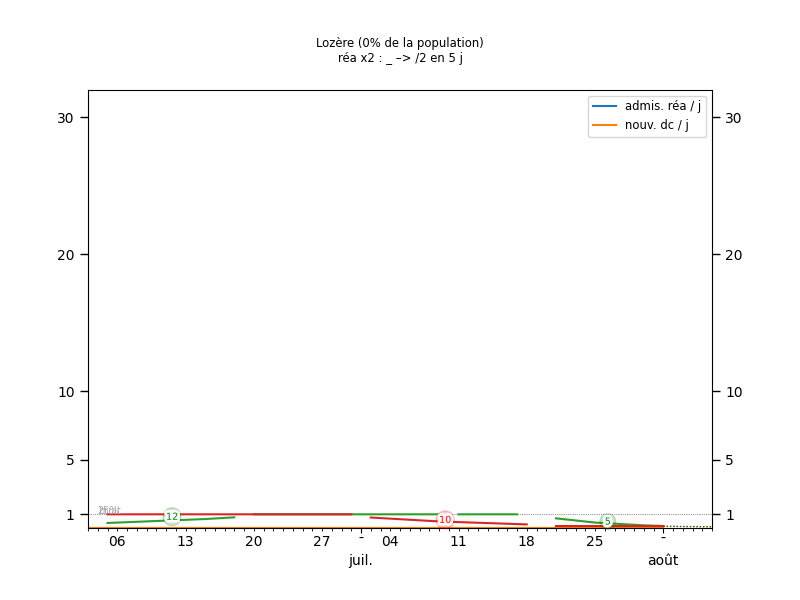 Lozère (0% de la population)
réa x2 : _ –> /2 en 5 j
admis. réa / j
nouv. dc / j
30 30
20 20
10 10
5 5
1 1
12
10
5
06 13 20 27 - 04 11 18 25 -
juil. août